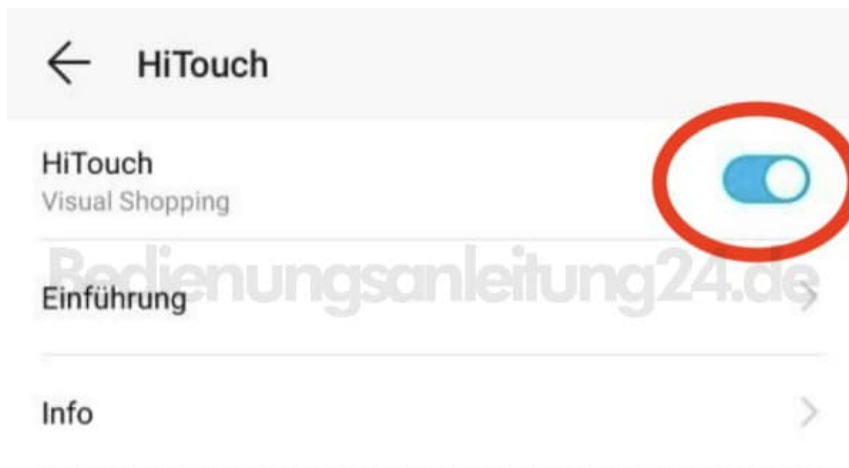 HiTouch
HiTouch
Visual Shopping
Bedienungsanleitung24.de
Einführung
Info